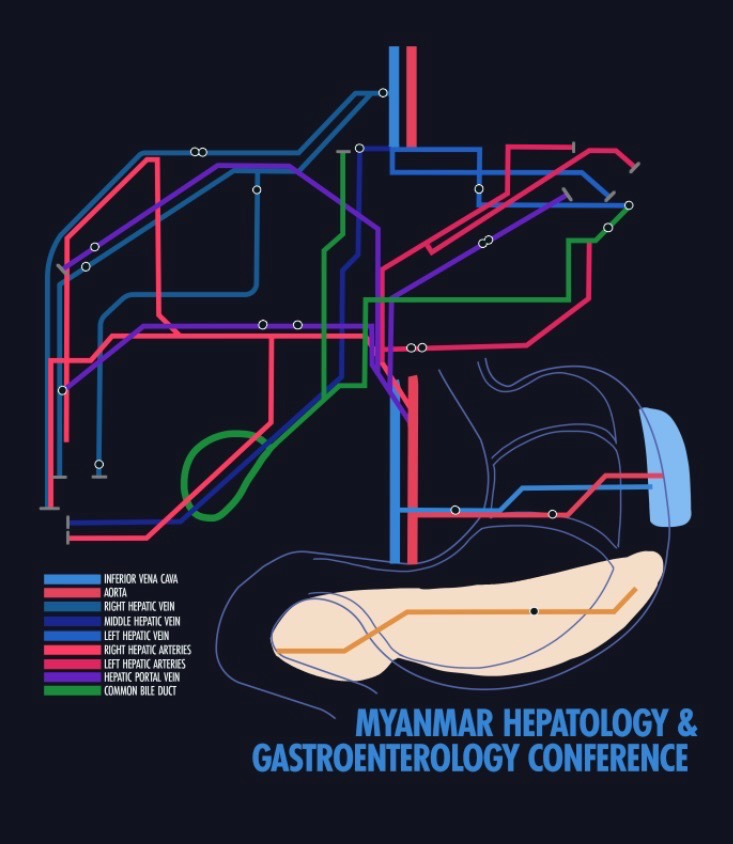 INFERIOR VENA CAVA
AORTA
RIGHT HEPATIC VEIN
MIDDLE HEPATIC VEIN
LEFT HEPATIC VEIN
RIGHT HEPATIC ARTERIES
LEFT HEPATIC ARTERIES
HEPATIC PORTAL VEIN
COMMON BILE DUCT
MYANMAR HEPATOLOGY &
GASTROENTEROLOGY CONFERENCE